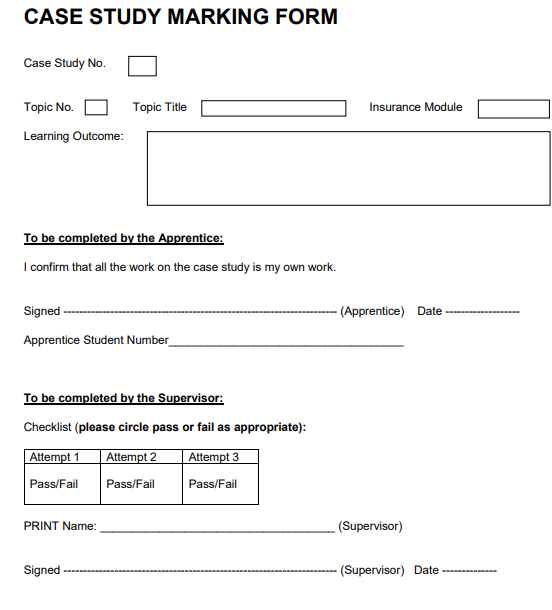 CASE STUDY MARKING FORM
Case Study No.
Topic No. Topic Title Insurance Module
Learning Outcome:
To be completed by the Apprentice:
I confirm that all the work on the case study is my own work.
Signed ------------------------------------------------------------------------ (Apprentice) Date -------------------
Apprentice Student Number_____________________________________
To be completed by the Supervisor:
Checklist (please circle pass or fail as appropriate):
Attempt 1 Attempt 2 Attempt 3
Pass/Fail Pass/Fail Pass/Fail
PRINT Name: _____________________________________ (Supervisor)
Signed ------------------------------------------------------------------------ (Supervisor) Date --------------